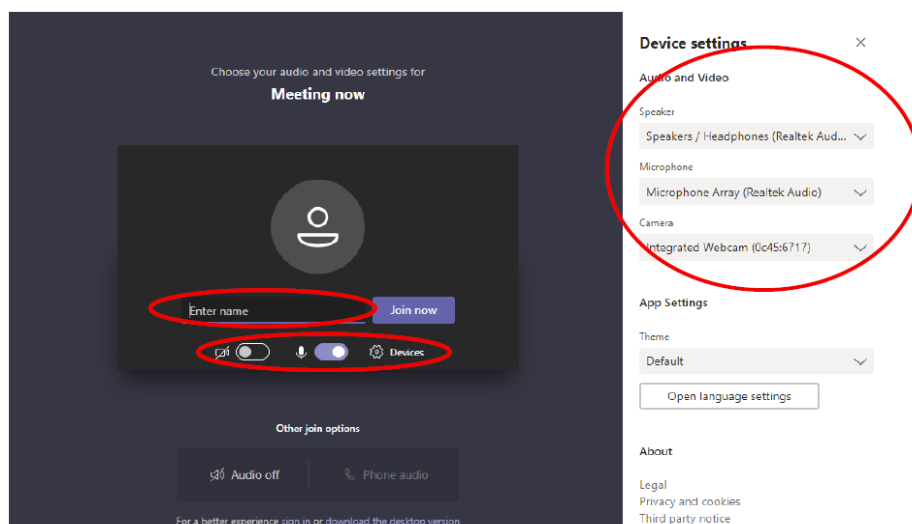 Choose your audio and video settings for
Meeting now
Enter name
Join now
Devices
Other join options
Audio off
Phone audio
For a better experience sign in or download the desktop version
Device settings
Audio and Video
Speaker
Speakers / Headphones (Realtek Aud...
Microphone
Microphone Array (Realtek Audio)
Camera
Integrated Webcam (0c45:6717)
App Settings
Theme
Default
Open language settings
About
Legal
Privacy and cookies
Third party notice